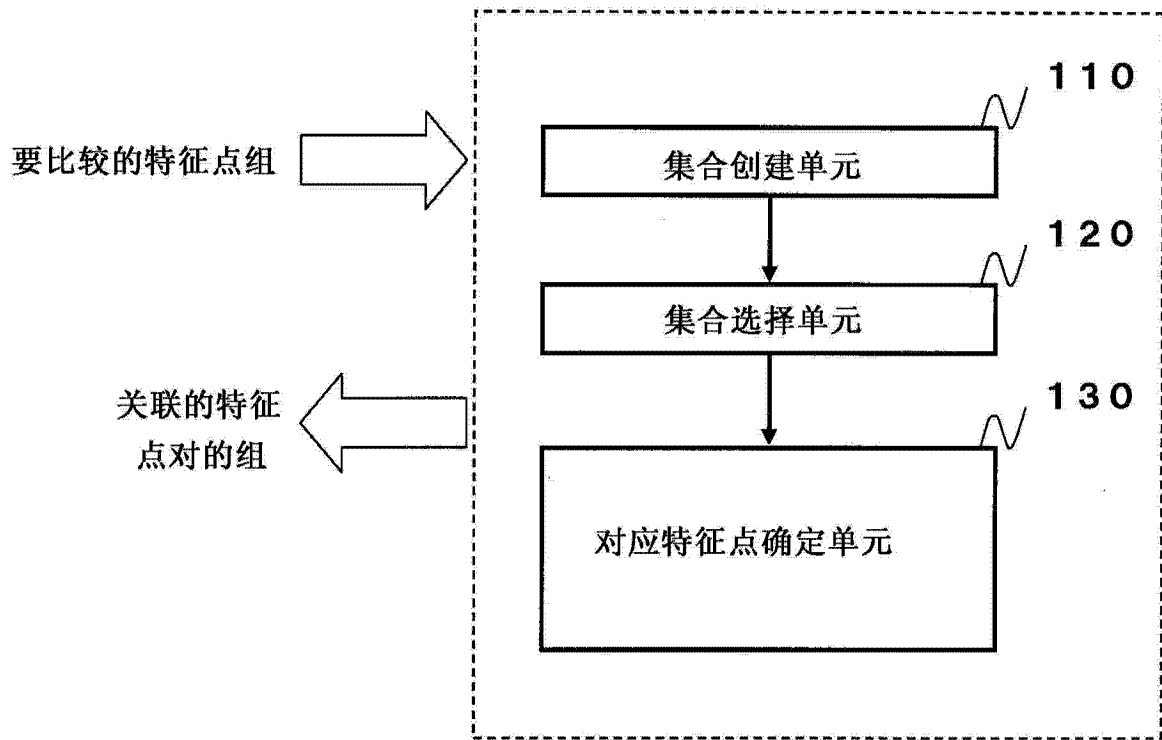 110
要比较的特征点组
集合创建单元
120
集合选择单元
130
关联的特征
点对的组
对应特征点确定单元